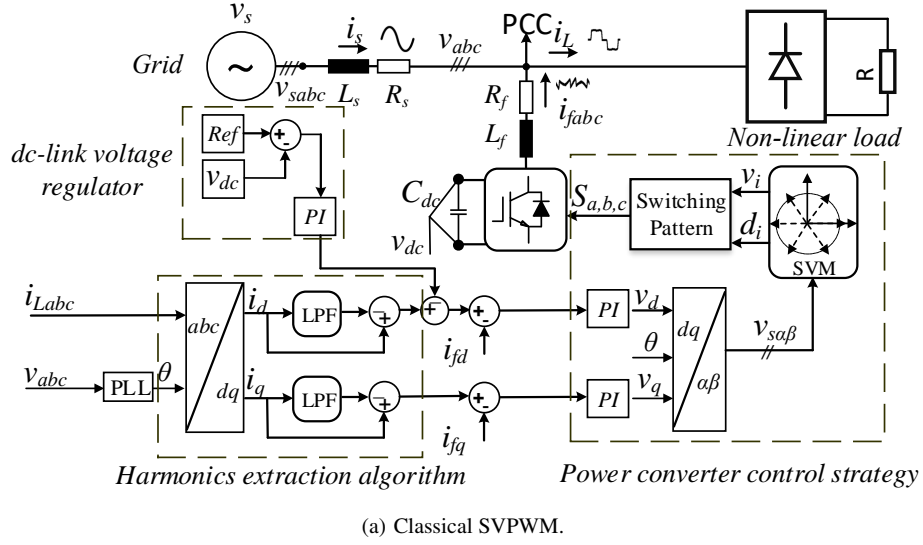 v_s
i_s
v_abc
PCC
i_L
Grid
~
v_sabc
L_s
R_s
R_f
i_fabc
R
L_f
Non-linear load
Ref
+
-
dc-link voltage
regulator
v_dc
PI
C_dc
v_dc
S_a,b,c
Switching
Pattern
v_i
d_i
SVM
i_Labc
abc
i_d
LPF
-
+
+
-
+
-
i_fd
PI
v_d
dq
θ
v_sαβ
v_abc
PLL
θ
dq
i_q
LPF
-
+
+
-
i_fq
PI
v_q
αβ
Harmonics extraction algorithm
Power converter control strategy
(a) Classical SVPWM.